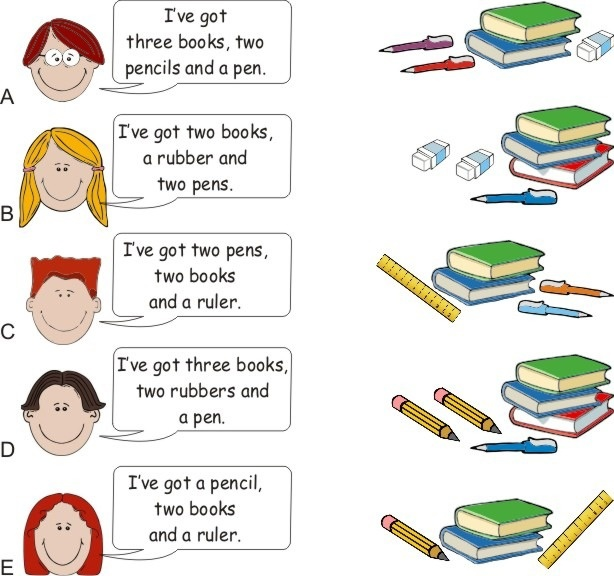 I've got
three books, two
pencils and a pen.
A
I've got two books,
a rubber and
two pens.
B
I've got two pens,
two books
and a ruler.
C
I've got three books,
two rubbers and
a pen.
D
I've got a pencil,
two books
and a ruler.
E